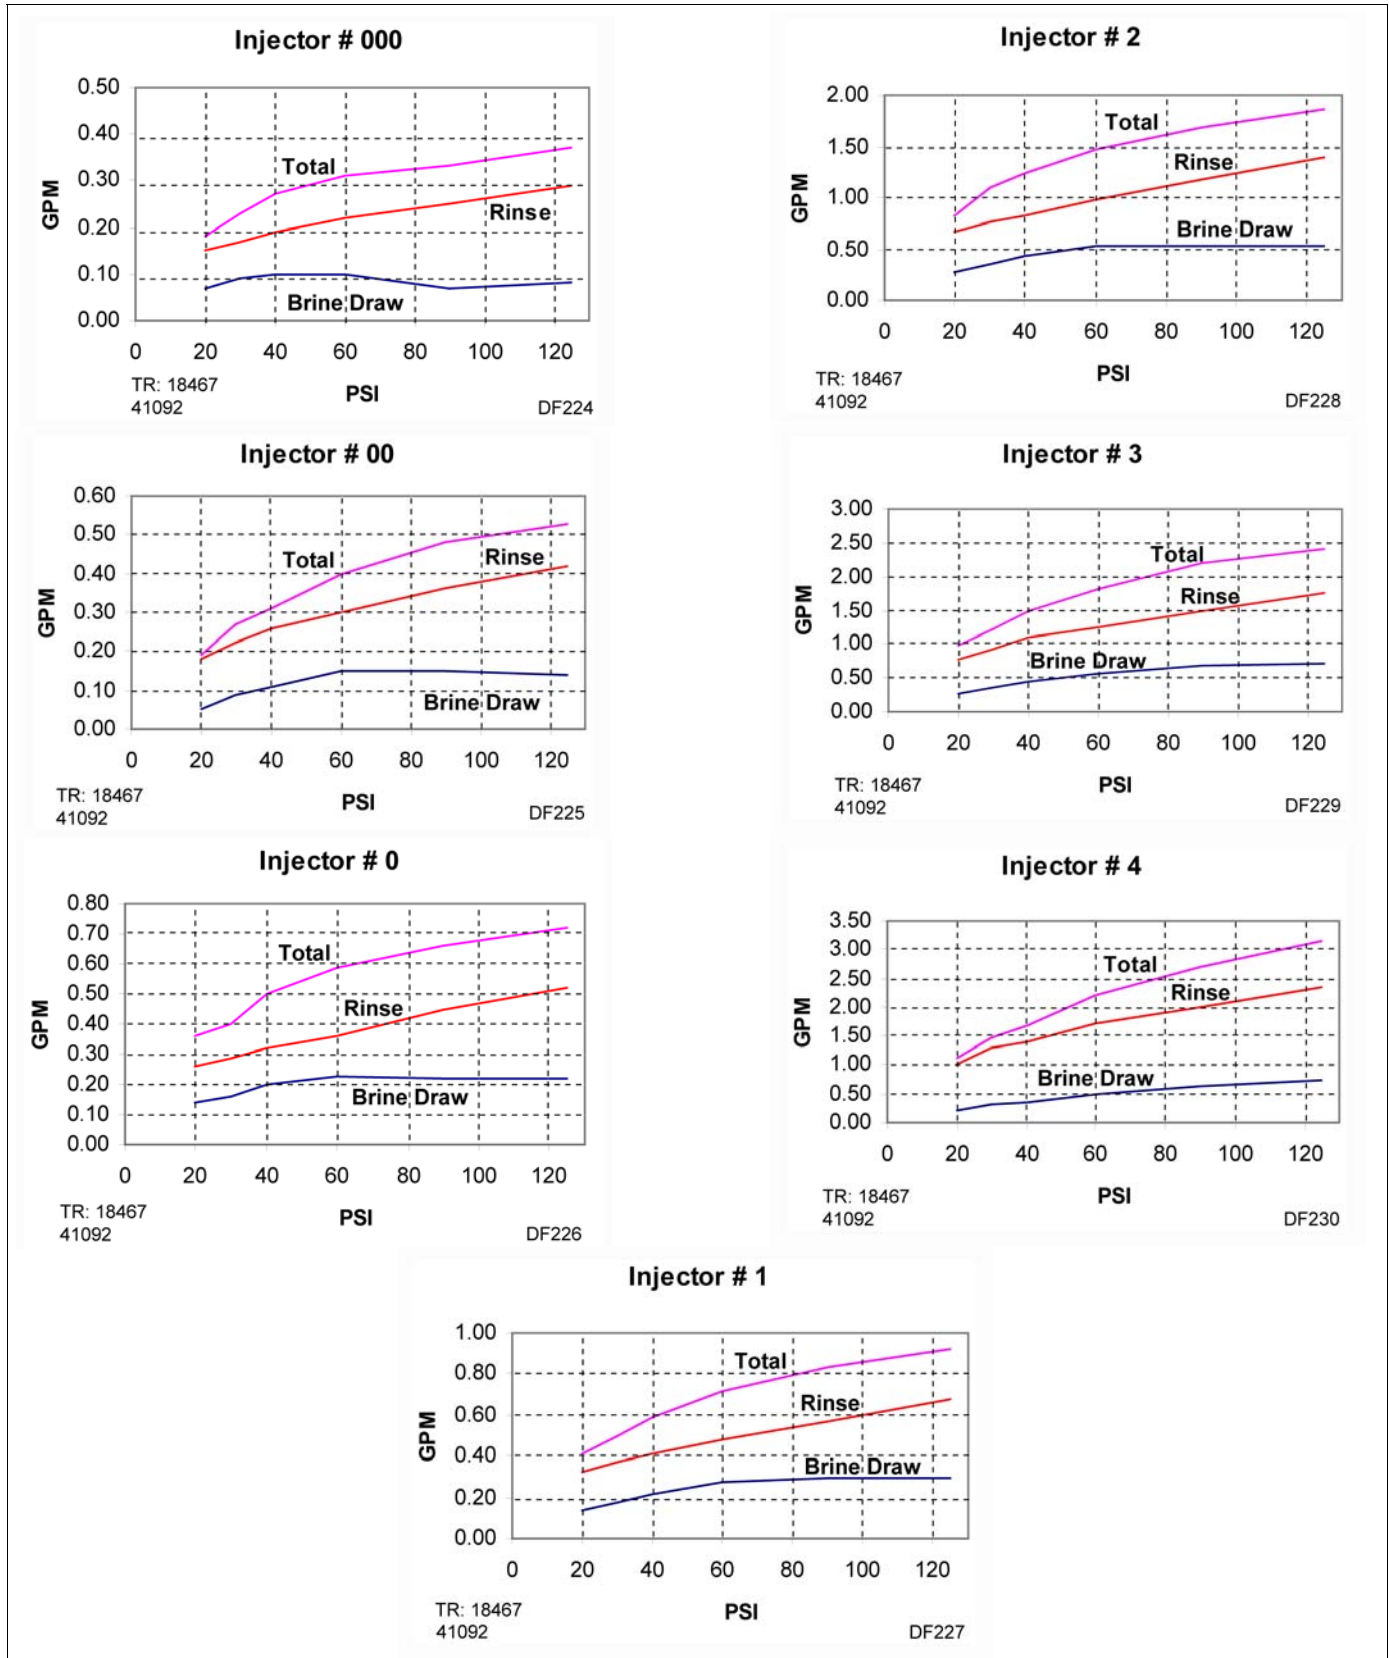 Injector # 000
0.50
0.40
0.30
0.20
0.10
0.00
GPM
Total
Rinse
Brine Draw
0 20 40 60 80 100 120
PSI
TR: 18467
41092
DF224
Injector # 2
2.00
1.50
1.00
0.50
0.00
GPM
Total
Rinse
Brine Draw
0 20 40 60 80 100 120
PSI
TR: 18467
41092
DF228
Injector # 00
0.60
0.50
0.40
0.30
0.20
0.10
0.00
GPM
Total
Rinse
Brine Draw
0 20 40 60 80 100 120
PSI
TR: 18467
41092
DF225
Injector # 3
3.00
2.50
2.00
1.50
1.00
0.50
0.00
GPM
Total
Rinse
Brine Draw
0 20 40 60 80 100 120
PSI
TR: 18467
41092
DF229
Injector # 0
0.80
0.70
0.60
0.50
0.40
0.30
0.20
0.10
0.00
GPM
Total
Rinse
Brine Draw
0 20 40 60 80 100 120
PSI
TR: 18467
41092
DF226
Injector # 4
3.50
3.00
2.50
2.00
1.50
1.00
0.50
0.00
GPM
Total
Rinse
Brine Draw
0 20 40 60 80 100 120
PSI
TR: 18467
41092
DF230
Injector # 1
1.00
0.80
0.60
0.40
0.20
0.00
GPM
Total
Rinse
Brine Draw
0 20 40 60 80 100 120
PSI
TR: 18467
41092
DF227